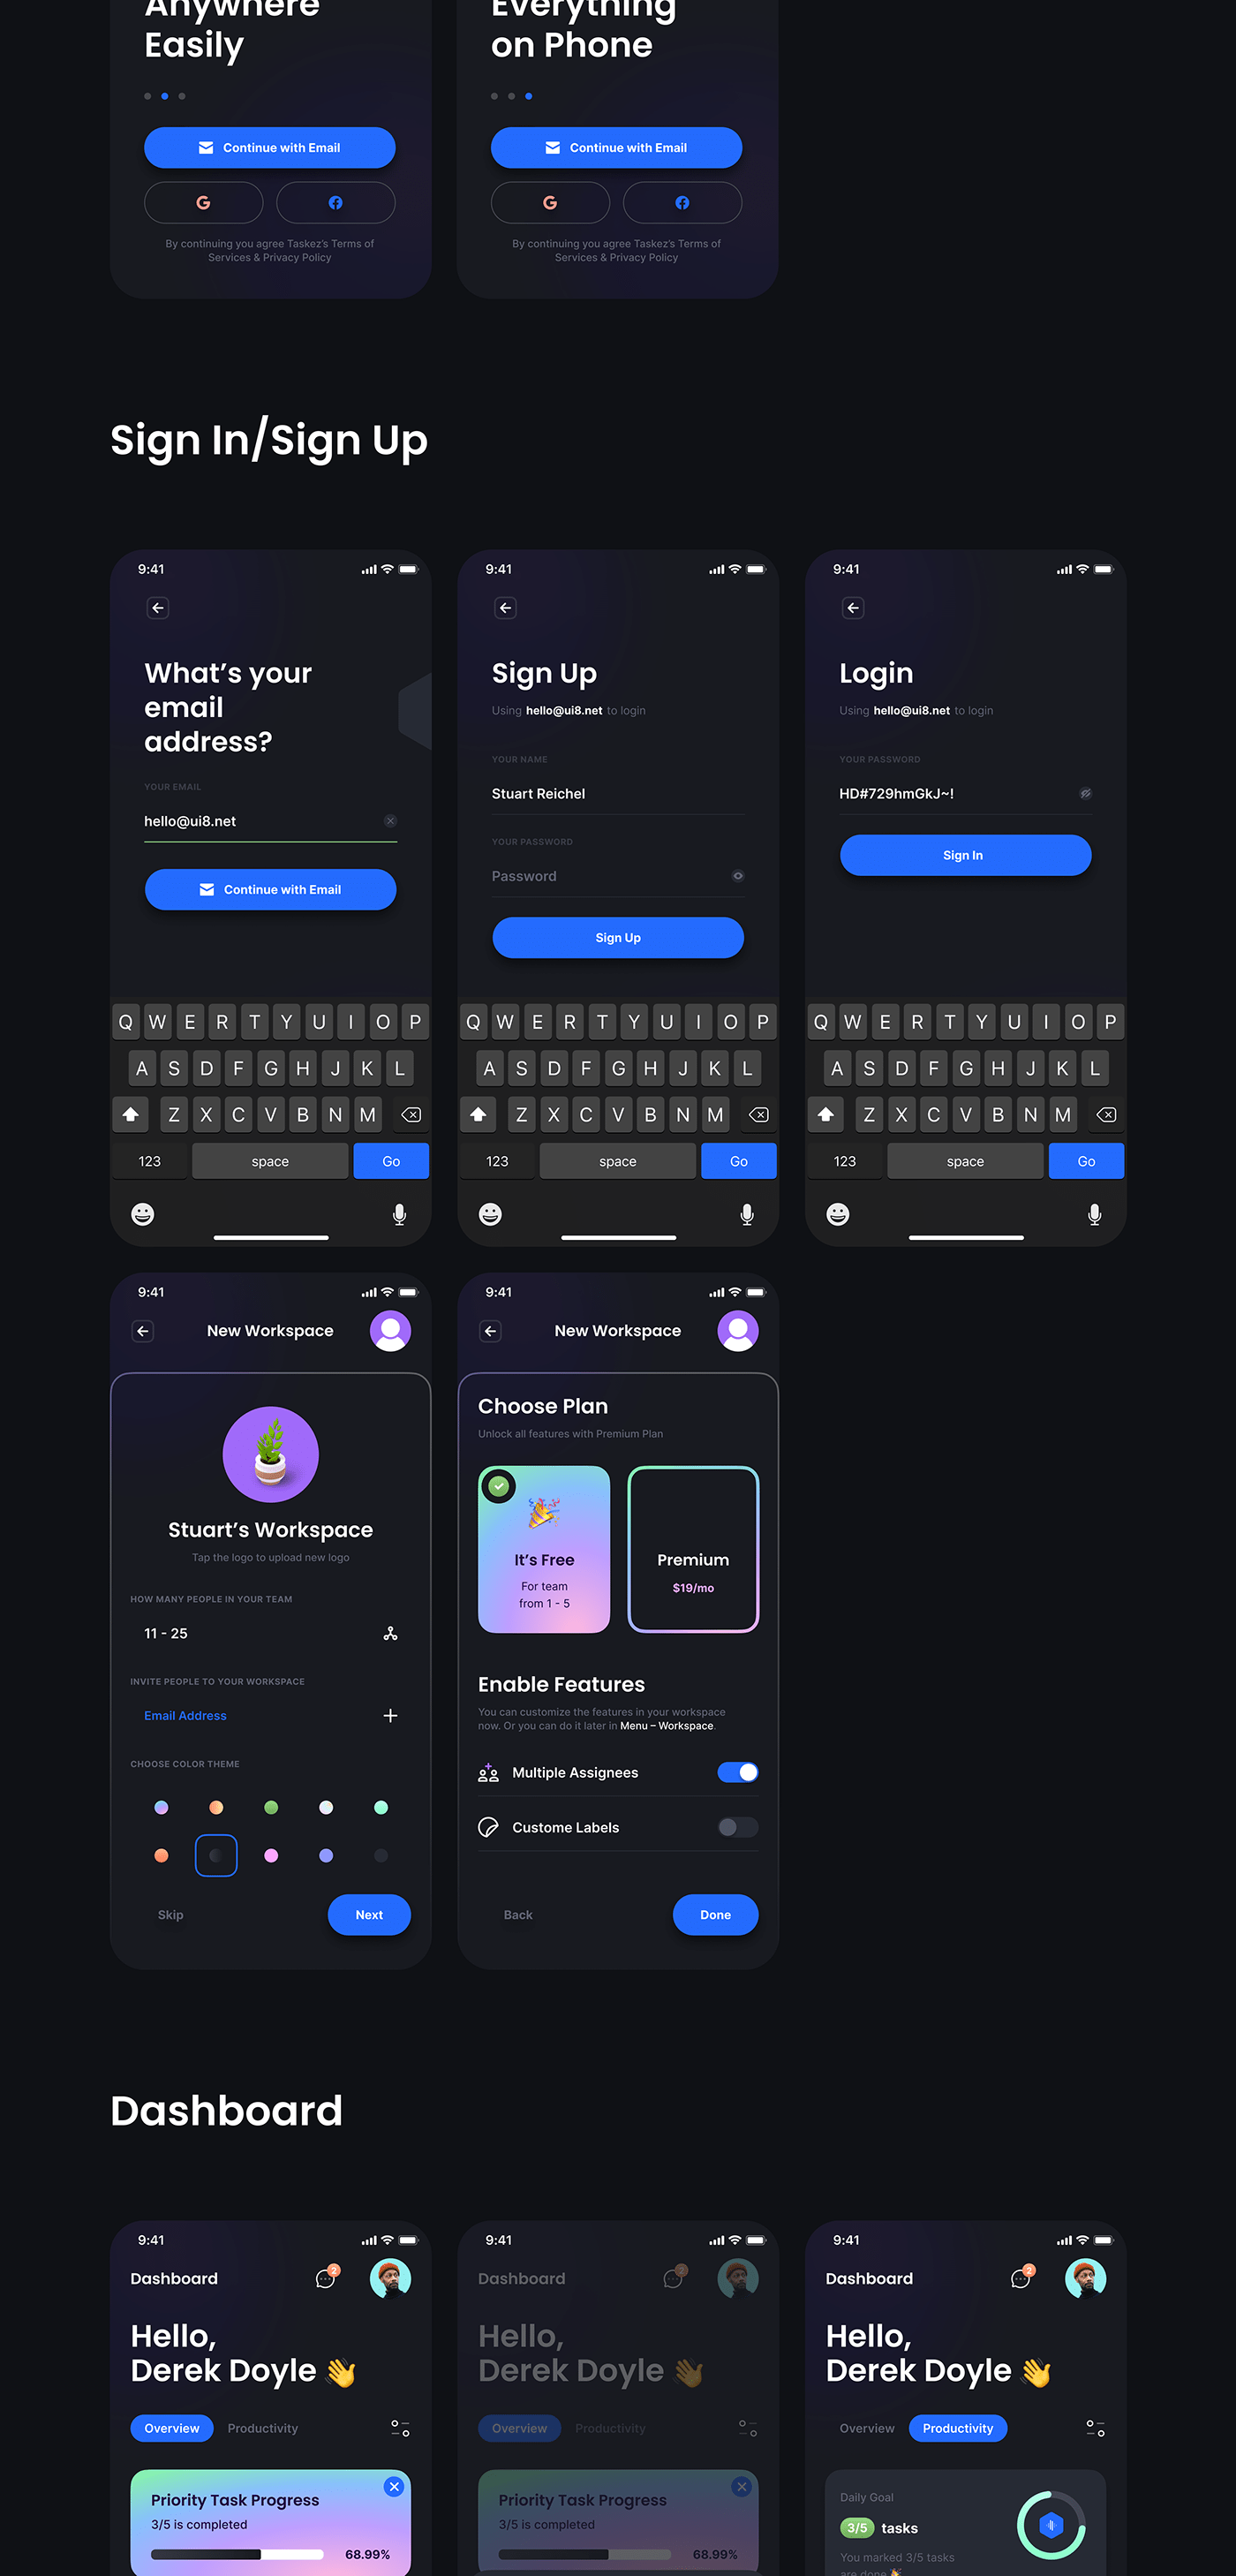 Anywhere
Easily
Continue with Email
By continuing you agree Taskez's Terms of
Services & Privacy Policy
Everything
on Phone
Continue with Email
By continuing you agree Taskez's Terms of
Services & Privacy Policy
Sign In/Sign Up
9:41
What's your
email
address?
YOUR EMAIL
hello@ui8.net
Continue with Email
Q W E R T Y U I O P
A S D F G H J K L
Z X C V B N M
123 space Go
9:41
Sign Up
Using hello@ui8.net to login
YOUR NAME
Stuart Reichel
YOUR PASSWORD
Password
Sign Up
Q W E R T Y U I O P
A S D F G H J K L
Z X C V B N M
123 space Go
9:41
Login
Using hello@ui8.net to login
YOUR PASSWORD
HD#729hmGkJ~!
Sign In
Q W E R T Y U I O P
A S D F G H J K L
Z X C V B N M
123 space Go
9:41
New Workspace
Stuart's Workspace
Tap the logo to upload new logo
HOW MANY PEOPLE IN YOUR TEAM
11 - 25
INVITE PEOPLE TO YOUR WORKSPACE
Email Address
CHOOSE COLOR THEME
Skip Next
9:41
New Workspace
Choose Plan
Unlock all features with Premium Plan
It's Free
For team
from 1 - 5
Premium
$19/mo
Enable Features
You can customize the features in your workspace
now. Or you can do it later in Menu – Workspace.
Multiple Assignees
Custome Labels
Back Done
Dashboard
9:41
Dashboard 2
Hello,
Derek Doyle 👋
Overview Productivity
Priority Task Progress
3/5 is completed
68.99%
9:41
Dashboard 2
Hello,
Derek Doyle 👋
Overview Productivity
Priority Task Progress
3/5 is completed
68.99%
9:41
Dashboard 2
Hello,
Derek Doyle 👋
Overview Productivity
Daily Goal
3/5 tasks
You marked 3/5 tasks
are done 🎉